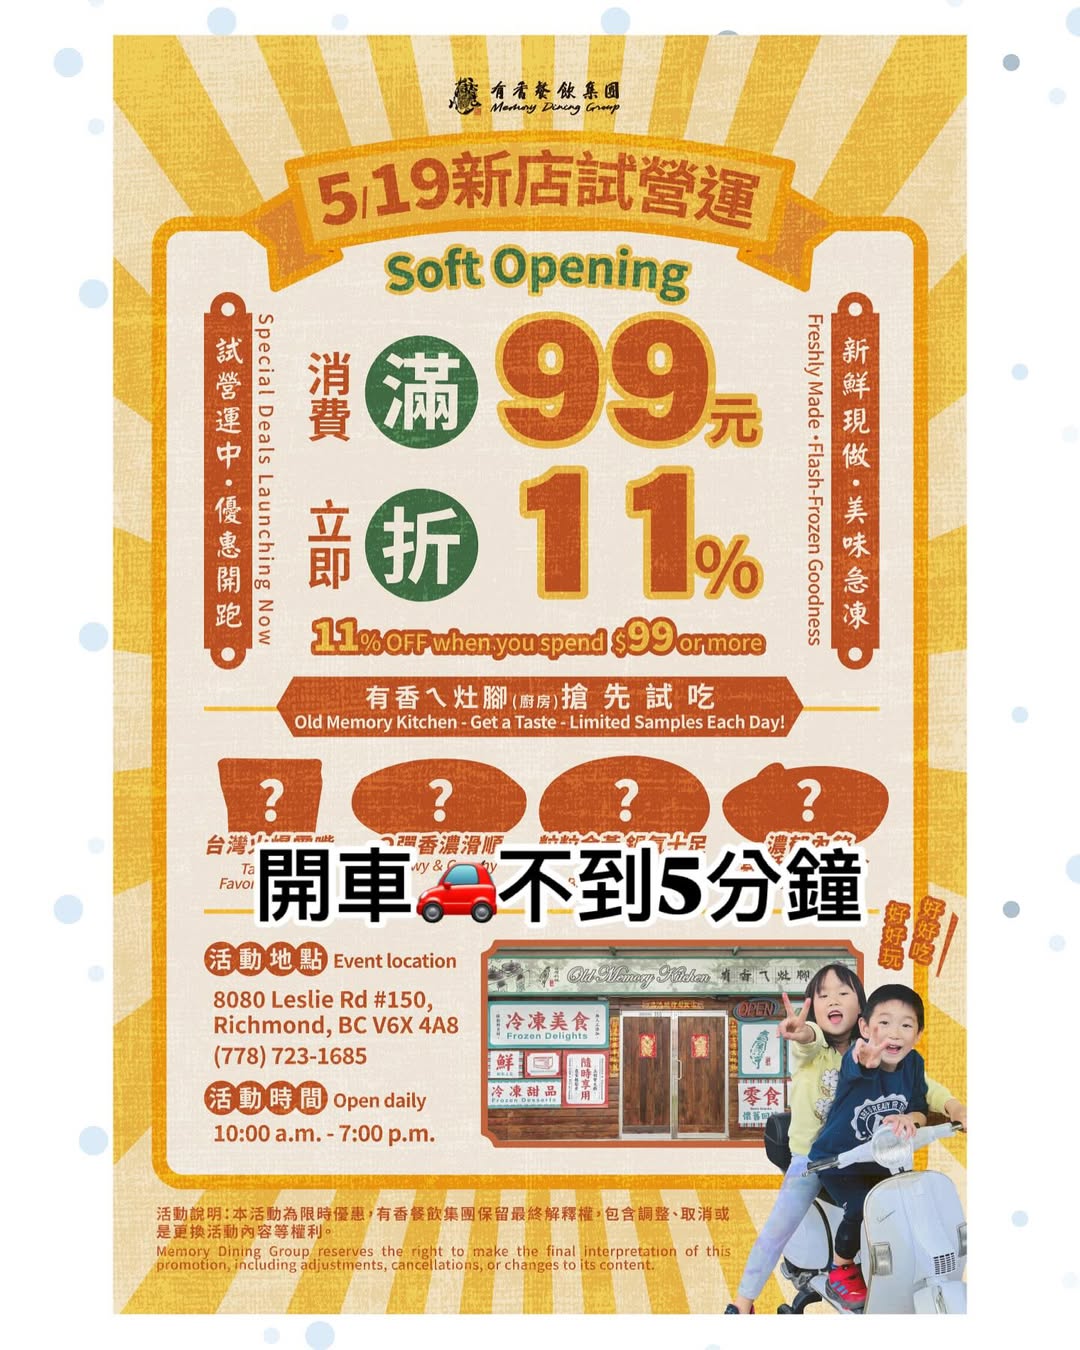 有香餐飲集團
Memory Dining Group
5/19新店試營運
Soft Opening
試營運中·優惠開跑
Special Deals Launching Now
消費滿99元
立即折11%
11% OFF when you spend $99 or more
Freshly Made・Flash-Frozen Goodness
新鮮現做·美味急凍
有香ㄟ灶腳(廚房)搶先試吃
Old Memory Kitchen - Get a Taste - Limited Samples Each Day!
? ? ? ?
開車🚗不到5分鐘
好好吃
好好玩
活動地點 Event location
8080 Leslie Rd #150,
Richmond, BC V6X 4A8
(778) 723-1685
活動時間 Open daily
10:00 a.m. - 7:00 p.m.
Old Memory Kitchen 有香ㄟ灶腳
OPEN
冷凍美食
Frozen Delights
鮮
隨時享用
冷凍甜品
Frozen Desserts
零食
活動說明：本活動為限時優惠，有香餐飲集團保留最終解釋權，包含調整、取消或
是更換活動內容等權利。
Memory Dining Group reserves the right to make the final interpretation of this
promotion, including adjustments, cancellations, or changes to its content.